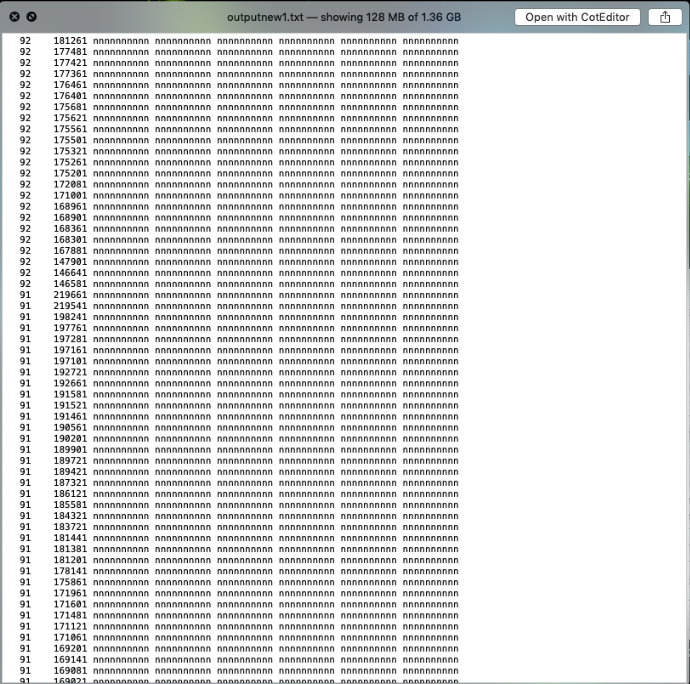 outputnew1.txt — showing 128 MB of 1.36 GB
Open with CotEditor
92 181261 nnnnnnnnnn nnnnnnnnnn nnnnnnnnnn nnnnnnnnnn nnnnnnnnnn nnnnnnnnnn
92 177481 nnnnnnnnnn nnnnnnnnnn nnnnnnnnnn nnnnnnnnnn nnnnnnnnnn nnnnnnnnnn
92 177421 nnnnnnnnnn nnnnnnnnnn nnnnnnnnnn nnnnnnnnnn nnnnnnnnnn nnnnnnnnnn
92 177361 nnnnnnnnnn nnnnnnnnnn nnnnnnnnnn nnnnnnnnnn nnnnnnnnnn nnnnnnnnnn
92 176461 nnnnnnnnnn nnnnnnnnnn nnnnnnnnnn nnnnnnnnnn nnnnnnnnnn nnnnnnnnnn
92 176401 nnnnnnnnnn nnnnnnnnnn nnnnnnnnnn nnnnnnnnnn nnnnnnnnnn nnnnnnnnnn
92 175681 nnnnnnnnnn nnnnnnnnnn nnnnnnnnnn nnnnnnnnnn nnnnnnnnnn nnnnnnnnnn
92 175621 nnnnnnnnnn nnnnnnnnnn nnnnnnnnnn nnnnnnnnnn nnnnnnnnnn nnnnnnnnnn
92 175561 nnnnnnnnnn nnnnnnnnnn nnnnnnnnnn nnnnnnnnnn nnnnnnnnnn nnnnnnnnnn
92 175501 nnnnnnnnnn nnnnnnnnnn nnnnnnnnnn nnnnnnnnnn nnnnnnnnnn nnnnnnnnnn
92 175321 nnnnnnnnnn nnnnnnnnnn nnnnnnnnnn nnnnnnnnnn nnnnnnnnnn nnnnnnnnnn
92 175261 nnnnnnnnnn nnnnnnnnnn nnnnnnnnnn nnnnnnnnnn nnnnnnnnnn nnnnnnnnnn
92 175201 nnnnnnnnnn nnnnnnnnnn nnnnnnnnnn nnnnnnnnnn nnnnnnnnnn nnnnnnnnnn
92 172081 nnnnnnnnnn nnnnnnnnnn nnnnnnnnnn nnnnnnnnnn nnnnnnnnnn nnnnnnnnnn
92 171001 nnnnnnnnnn nnnnnnnnnn nnnnnnnnnn nnnnnnnnnn nnnnnnnnnn nnnnnnnnnn
92 168961 nnnnnnnnnn nnnnnnnnnn nnnnnnnnnn nnnnnnnnnn nnnnnnnnnn nnnnnnnnnn
92 168901 nnnnnnnnnn nnnnnnnnnn nnnnnnnnnn nnnnnnnnnn nnnnnnnnnn nnnnnnnnnn
92 168361 nnnnnnnnnn nnnnnnnnnn nnnnnnnnnn nnnnnnnnnn nnnnnnnnnn nnnnnnnnnn
92 168301 nnnnnnnnnn nnnnnnnnnn nnnnnnnnnn nnnnnnnnnn nnnnnnnnnn nnnnnnnnnn
92 167881 nnnnnnnnnn nnnnnnnnnn nnnnnnnnnn nnnnnnnnnn nnnnnnnnnn nnnnnnnnnn
92 147901 nnnnnnnnnn nnnnnnnnnn nnnnnnnnnn nnnnnnnnnn nnnnnnnnnn nnnnnnnnnn
92 146641 nnnnnnnnnn nnnnnnnnnn nnnnnnnnnn nnnnnnnnnn nnnnnnnnnn nnnnnnnnnn
92 146581 nnnnnnnnnn nnnnnnnnnn nnnnnnnnnn nnnnnnnnnn nnnnnnnnnn nnnnnnnnnn
91 219661 nnnnnnnnnn nnnnnnnnnn nnnnnnnnnn nnnnnnnnnn nnnnnnnnnn nnnnnnnnnn
91 219541 nnnnnnnnnn nnnnnnnnnn nnnnnnnnnn nnnnnnnnnn nnnnnnnnnn nnnnnnnnnn
91 198241 nnnnnnnnnn nnnnnnnnnn nnnnnnnnnn nnnnnnnnnn nnnnnnnnnn nnnnnnnnnn
91 197761 nnnnnnnnnn nnnnnnnnnn nnnnnnnnnn nnnnnnnnnn nnnnnnnnnn nnnnnnnnnn
91 197281 nnnnnnnnnn nnnnnnnnnn nnnnnnnnnn nnnnnnnnnn nnnnnnnnnn nnnnnnnnnn
91 197161 nnnnnnnnnn nnnnnnnnnn nnnnnnnnnn nnnnnnnnnn nnnnnnnnnn nnnnnnnnnn
91 197101 nnnnnnnnnn nnnnnnnnnn nnnnnnnnnn nnnnnnnnnn nnnnnnnnnn nnnnnnnnnn
91 192721 nnnnnnnnnn nnnnnnnnnn nnnnnnnnnn nnnnnnnnnn nnnnnnnnnn nnnnnnnnnn
91 192661 nnnnnnnnnn nnnnnnnnnn nnnnnnnnnn nnnnnnnnnn nnnnnnnnnn nnnnnnnnnn
91 191581 nnnnnnnnnn nnnnnnnnnn nnnnnnnnnn nnnnnnnnnn nnnnnnnnnn nnnnnnnnnn
91 191521 nnnnnnnnnn nnnnnnnnnn nnnnnnnnnn nnnnnnnnnn nnnnnnnnnn nnnnnnnnnn
91 191461 nnnnnnnnnn nnnnnnnnnn nnnnnnnnnn nnnnnnnnnn nnnnnnnnnn nnnnnnnnnn
91 190561 nnnnnnnnnn nnnnnnnnnn nnnnnnnnnn nnnnnnnnnn nnnnnnnnnn nnnnnnnnnn
91 190201 nnnnnnnnnn nnnnnnnnnn nnnnnnnnnn nnnnnnnnnn nnnnnnnnnn nnnnnnnnnn
91 189901 nnnnnnnnnn nnnnnnnnnn nnnnnnnnnn nnnnnnnnnn nnnnnnnnnn nnnnnnnnnn
91 189721 nnnnnnnnnn nnnnnnnnnn nnnnnnnnnn nnnnnnnnnn nnnnnnnnnn nnnnnnnnnn
91 189421 nnnnnnnnnn nnnnnnnnnn nnnnnnnnnn nnnnnnnnnn nnnnnnnnnn nnnnnnnnnn
91 187321 nnnnnnnnnn nnnnnnnnnn nnnnnnnnnn nnnnnnnnnn nnnnnnnnnn nnnnnnnnnn
91 186121 nnnnnnnnnn nnnnnnnnnn nnnnnnnnnn nnnnnnnnnn nnnnnnnnnn nnnnnnnnnn
91 185581 nnnnnnnnnn nnnnnnnnnn nnnnnnnnnn nnnnnnnnnn nnnnnnnnnn nnnnnnnnnn
91 184321 nnnnnnnnnn nnnnnnnnnn nnnnnnnnnn nnnnnnnnnn nnnnnnnnnn nnnnnnnnnn
91 183721 nnnnnnnnnn nnnnnnnnnn nnnnnnnnnn nnnnnnnnnn nnnnnnnnnn nnnnnnnnnn
91 181441 nnnnnnnnnn nnnnnnnnnn nnnnnnnnnn nnnnnnnnnn nnnnnnnnnn nnnnnnnnnn
91 181381 nnnnnnnnnn nnnnnnnnnn nnnnnnnnnn nnnnnnnnnn nnnnnnnnnn nnnnnnnnnn
91 181201 nnnnnnnnnn nnnnnnnnnn nnnnnnnnnn nnnnnnnnnn nnnnnnnnnn nnnnnnnnnn
91 178141 nnnnnnnnnn nnnnnnnnnn nnnnnnnnnn nnnnnnnnnn nnnnnnnnnn nnnnnnnnnn
91 175861 nnnnnnnnnn nnnnnnnnnn nnnnnnnnnn nnnnnnnnnn nnnnnnnnnn nnnnnnnnnn
91 171961 nnnnnnnnnn nnnnnnnnnn nnnnnnnnnn nnnnnnnnnn nnnnnnnnnn nnnnnnnnnn
91 171601 nnnnnnnnnn nnnnnnnnnn nnnnnnnnnn nnnnnnnnnn nnnnnnnnnn nnnnnnnnnn
91 171481 nnnnnnnnnn nnnnnnnnnn nnnnnnnnnn nnnnnnnnnn nnnnnnnnnn nnnnnnnnnn
91 171121 nnnnnnnnnn nnnnnnnnnn nnnnnnnnnn nnnnnnnnnn nnnnnnnnnn nnnnnnnnnn
91 171061 nnnnnnnnnn nnnnnnnnnn nnnnnnnnnn nnnnnnnnnn nnnnnnnnnn nnnnnnnnnn
91 169201 nnnnnnnnnn nnnnnnnnnn nnnnnnnnnn nnnnnnnnnn nnnnnnnnnn nnnnnnnnnn
91 169141 nnnnnnnnnn nnnnnnnnnn nnnnnnnnnn nnnnnnnnnn nnnnnnnnnn nnnnnnnnnn
91 169081 nnnnnnnnnn nnnnnnnnnn nnnnnnnnnn nnnnnnnnnn nnnnnnnnnn nnnnnnnnnn
91 169021 nnnnnnnnnn nnnnnnnnnn nnnnnnnnnn nnnnnnnnnn nnnnnnnnnn nnnnnnnnnn